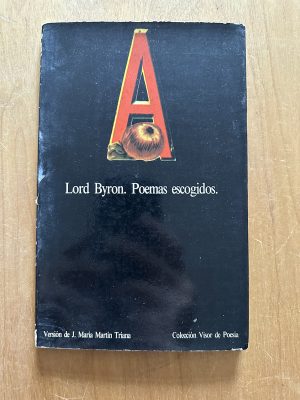 A
Lord Byron. Poemas escogidos.
Versión de J. María Martín Triana
Colección Visor de Poesía